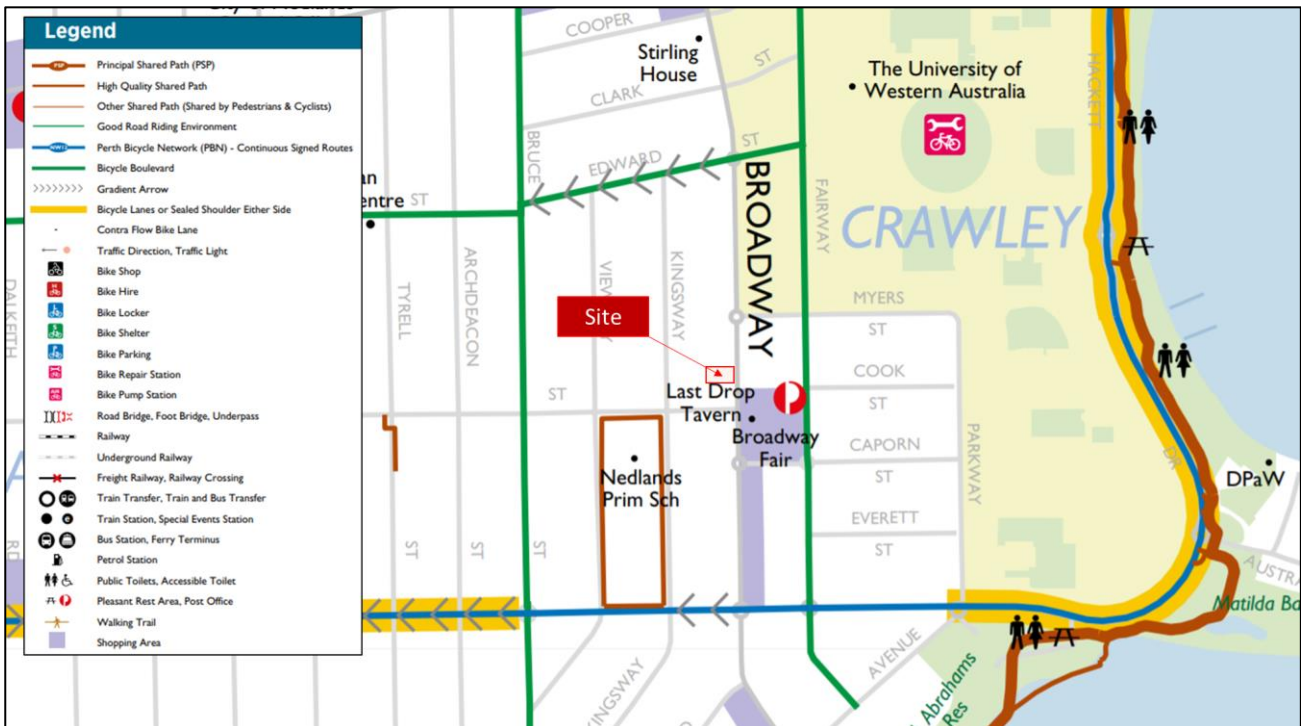 Legend
PSP
Principal Shared Path (PSP)
High Quality Shared Path
Other Shared Path (Shared by Pedestrians & Cyclists)
Good Road Riding Environment
Perth Bicycle Network (PBN) - Continuous Signed Routes
Bicycle Boulevard
Gradient Arrow
Bicycle Lanes or Sealed Shoulder Either Side
Contra Flow Bike Lane
Traffic Direction, Traffic Light
Bike Shop
Bike Hire
Bike Locker
Bike Shelter
Bike Parking
Bike Repair Station
Bike Pump Station
Road Bridge, Foot Bridge, Underpass
Railway
Underground Railway
Freight Railway, Railway Crossing
Train Transfer, Train and Bus Transfer
Train Station, Special Events Station
Bus Station, Ferry Terminus
Petrol Station
Public Toilets, Accessible Toilet
Pleasant Rest Area, Post Office
Walking Trail
Shopping Area
DALKEITH
RD
COOPER
ST
CLARK
ST
EDWARD
Stirling
House
The University of
Western Australia
HACKETT
DR
BRUCE
ST
entre
ST
TYRELL
ST
ARCHDEACON
ST
KINGSWAY
BROADWAY
FAIRWAY
CRAWLEY
Site
MYERS
ST
COOK
ST
CAPORN
ST
EVERETT
ST
PARKWAY
ST
Last Drop
Tavern
Broadway
Fair
Nedlands
Prim Sch
DPaW
KINGSWAY
AVENUE
Abrahams
Res